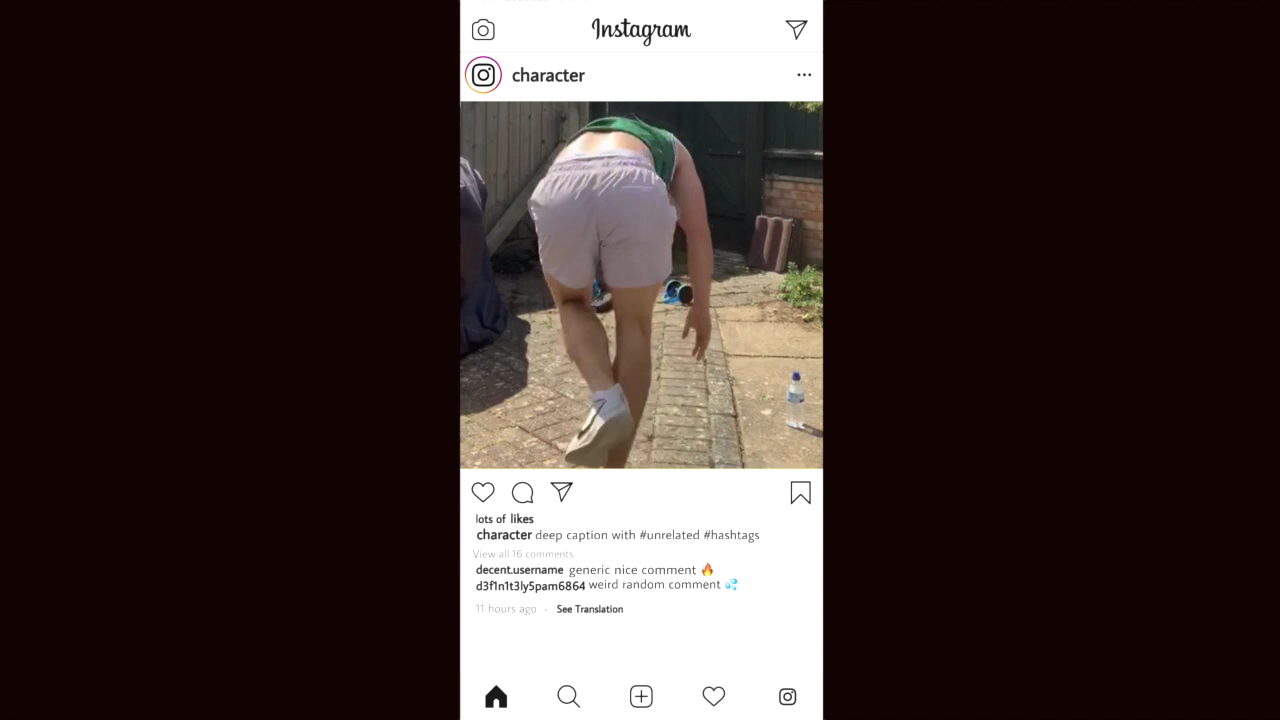 Instagram
character
lots of likes
character deep caption with #unrelated #hashtags
View all 16 comments
decent.username generic nice comment 🔥
d3f1n1t3ly5pam6864 weird random comment 💦
11 hours ago · See Translation